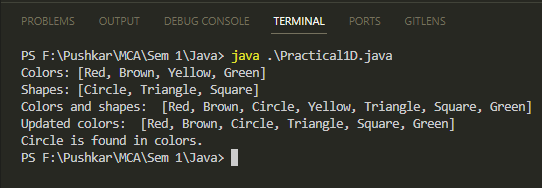 PROBLEMS OUTPUT DEBUG CONSOLE TERMINAL PORTS GITLENS
PS F:\Pushkar\MCA\Sem 1\Java> java .\Practical1D.java
Colors: [Red, Brown, Yellow, Green]
Shapes: [Circle, Triangle, Square]
Colors and shapes:  [Red, Brown, Circle, Yellow, Triangle, Square, Green]
Updated colors:  [Red, Brown, Circle, Triangle, Square, Green]
Circle is found in colors.
PS F:\Pushkar\MCA\Sem 1\Java>